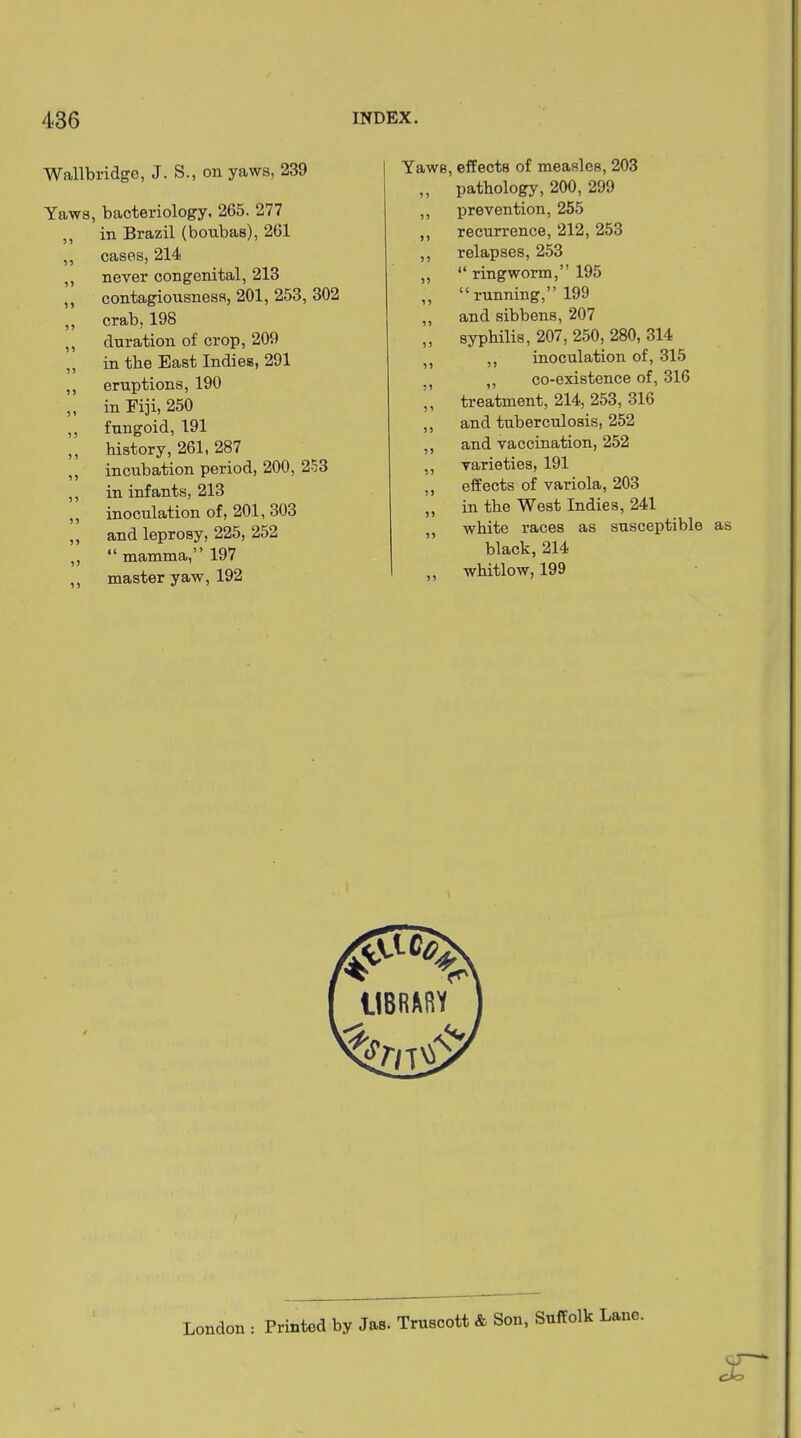 436
INDEX.
Wallbridge, J. S., on yaws, 239
Yaws, bacteriology, 265. 277
,, in Brazil (boubas), 261
,, cases, 214
,, never congenital, 213
,, contagiousness, 201, 253, 302
,, crab, 198
,, duration of crop, 209
,, in the East Indies, 291
,, eruptions, 190
,, in Fiji, 250
,, fungoid, 191
,, history, 261, 287
,, incubation period, 200, 253
,, in infants, 213
,, inoculation of, 201, 303
,, and leprosy, 225, 252
,, “ mamma,” 197
,, master yaw, 192
Yaws, effects of measles, 203
,, pathology, 200, 299
,, prevention, 255
,, recurrence, 212, 253
,, relapses, 253
,, “ ringworm,” 195
,, “ running,” 199
,, and sibbens, 207
,, syphilis, 207, 250, 280, 314
,, ,, inoculation of, 315
,, ,, co-existence of, 316
,, treatment, 214, 253, 316
,, and tuberculosis, 252
,, and vaccination, 252
,, varieties, 191
,, effects of variola, 203
,, in the West Indies, 241
,, white races as susceptible as
black, 214
,, whitlow, 199
LIBRARY
London : Printed by Jas. Truscott & Son, Suffolk Lane.